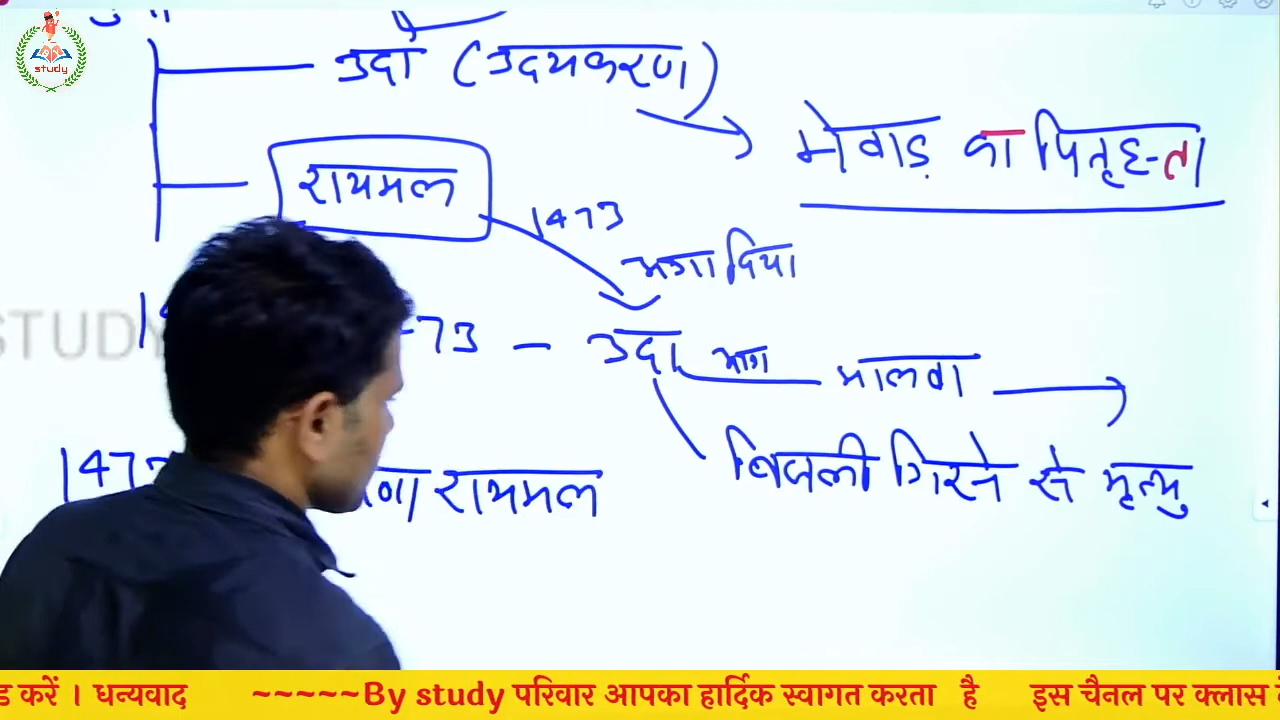 study
उदा (उदयकरण)
मेवाड़ का पितृहन्ता
रायमल
1473
भगा दिया
STUDY
73 – उदा भाग मालवा
बिजली गिरने से मृत्यु
147
रायमल
ड करें । धन्यवाद ~~~~~By study परिवार आपका हार्दिक स्वागत करता है इस चैनल पर क्लास